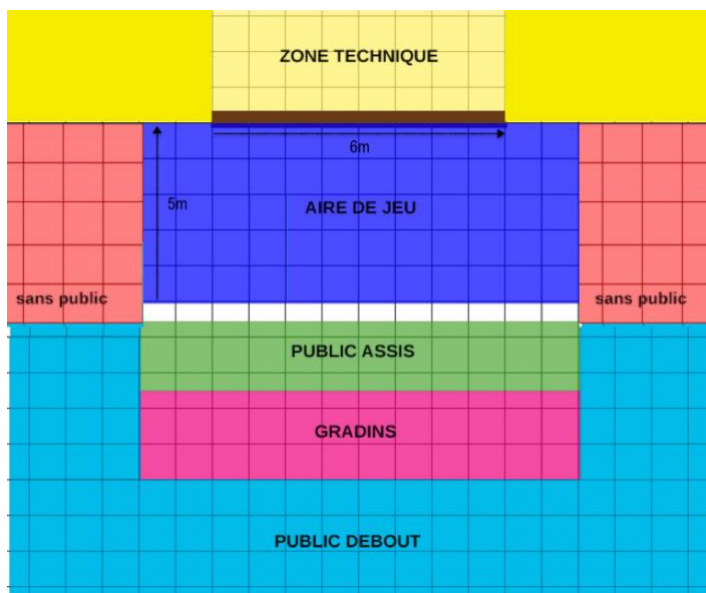 ZONE TECHNIQUE
6m
5m
AIRE DE JEU
sans public
sans public
PUBLIC ASSIS
GRADINS
PUBLIC DEBOUT